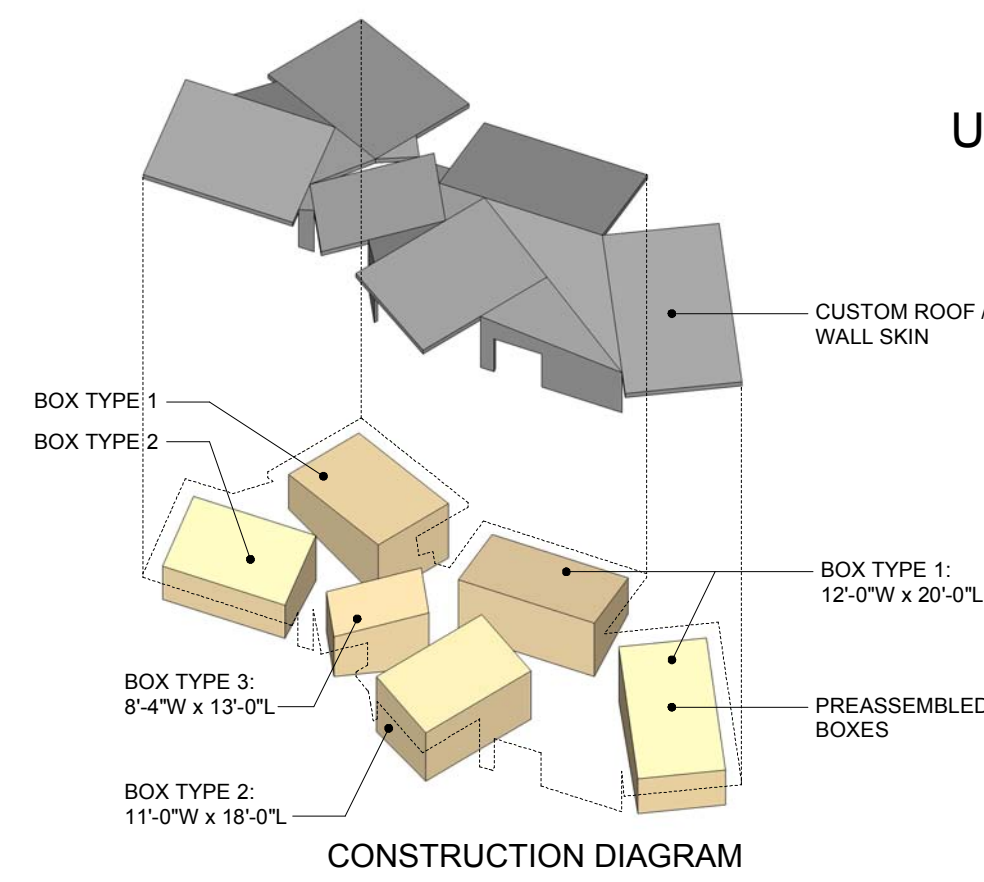 U
CUSTOM ROOF /
WALL SKIN
BOX TYPE 1
BOX TYPE 2
BOX TYPE 1:
12'-0"W x 20'-0"L
BOX TYPE 3:
8'-4"W x 13'-0"L
PREASSEMBLED
BOXES
BOX TYPE 2:
11'-0"W x 18'-0"L
CONSTRUCTION DIAGRAM